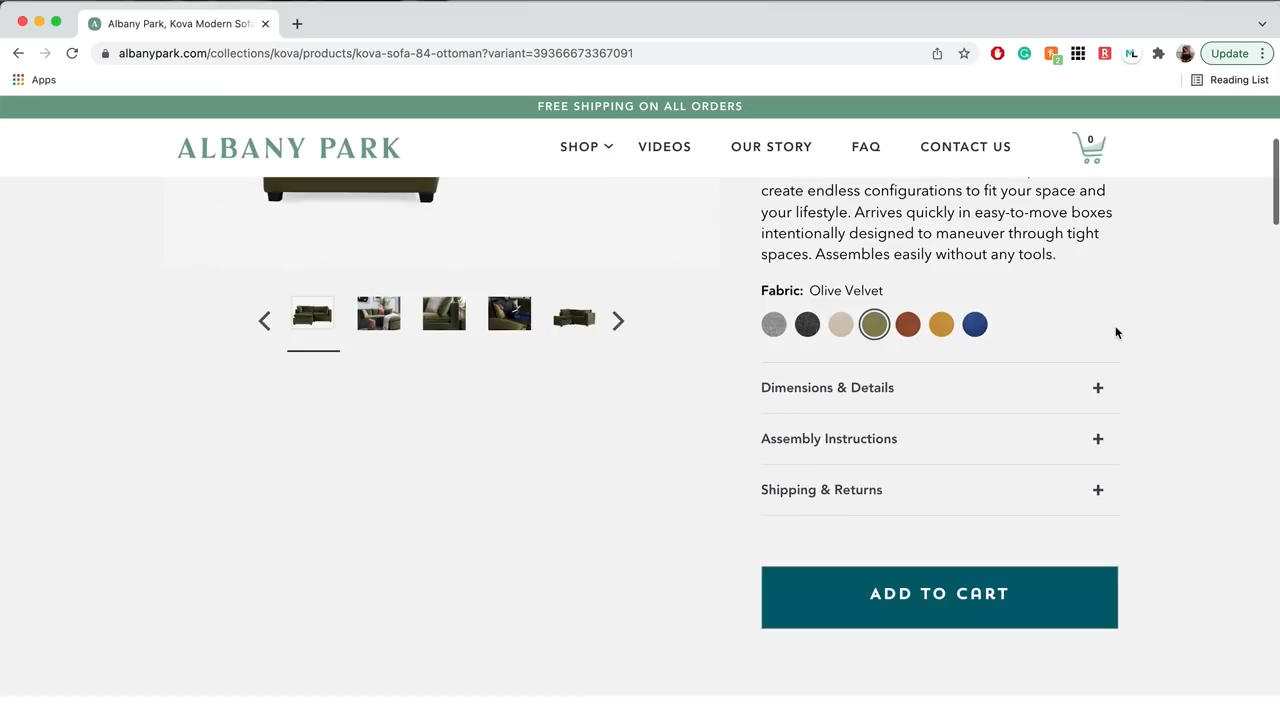 Albany Park, Kova Modern Sofa
albanypark.com/collections/kova/products/kova-sofa-84-ottoman?variant=39366673367091
2
R
ML
Update
Apps
Reading List
FREE SHIPPING ON ALL ORDERS
ALBANY PARK
SHOP
VIDEOS
OUR STORY
FAQ
CONTACT US
0
create endless configurations to fit your space and
your lifestyle. Arrives quickly in easy-to-move boxes
intentionally designed to maneuver through tight
spaces. Assembles easily without any tools.
Fabric: Olive Velvet
Dimensions & Details
Assembly Instructions
Shipping & Returns
ADD TO CART